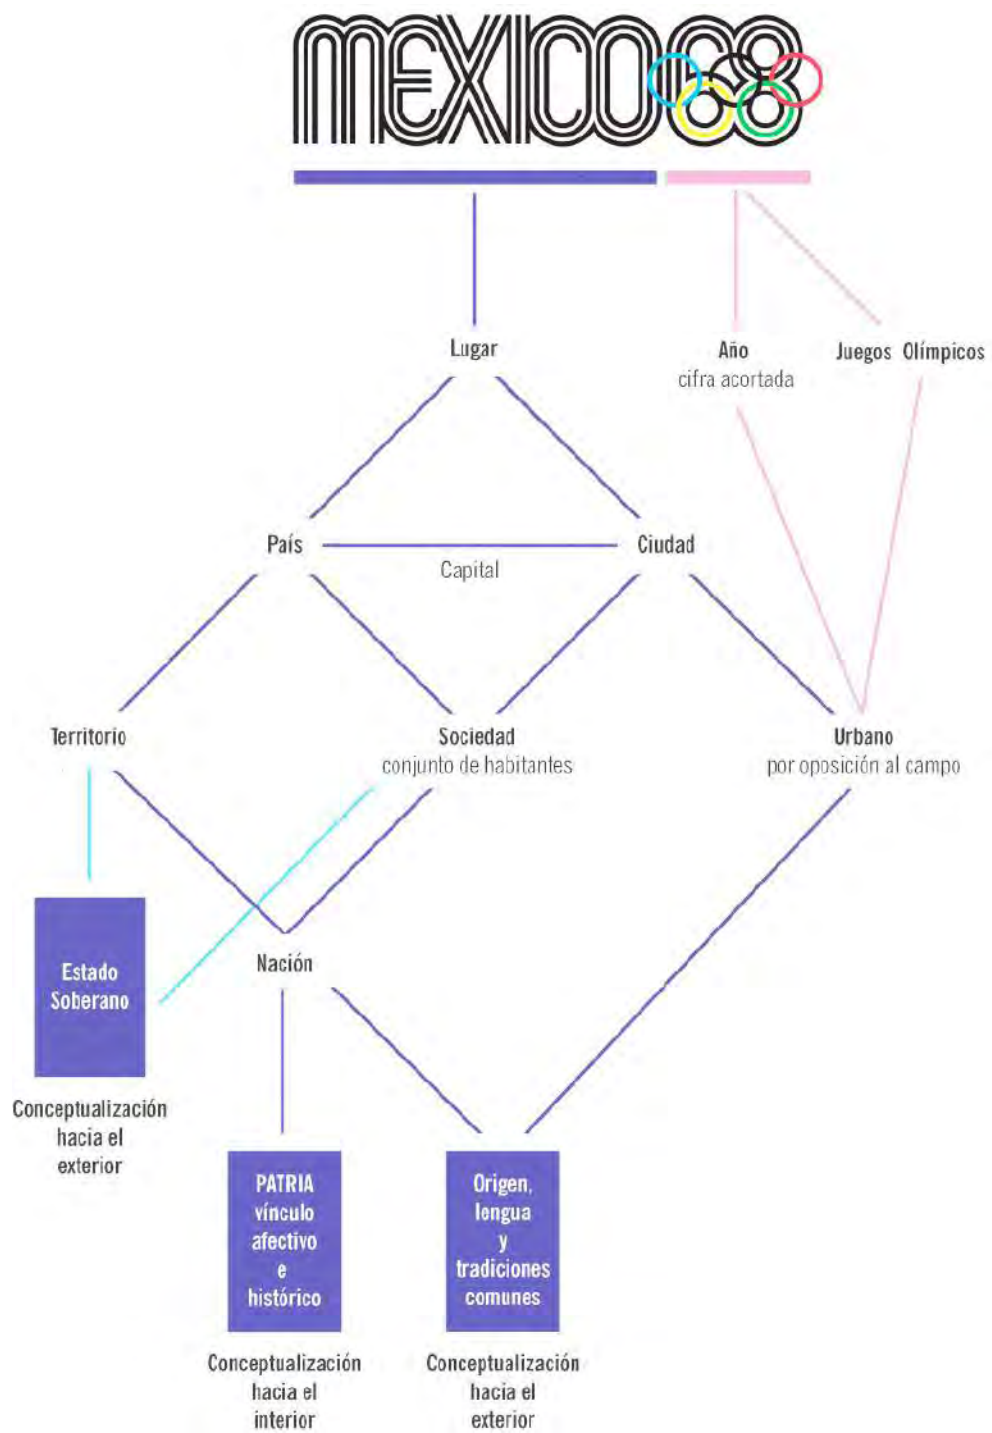 MEXICO68
Lugar
Año
cifra acortada
Juegos Olímpicos
País
Capital
Ciudad
Territorio
Sociedad
conjunto de habitantes
Urbano
por oposición al campo
Estado
Soberano
Nación
Conceptualización
hacia el
exterior
PATRIA
vínculo
afectivo
e
histórico
Origen,
lengua
y
tradiciones
comunes
Conceptualización
hacia el
interior
Conceptualización
hacia el
exterior